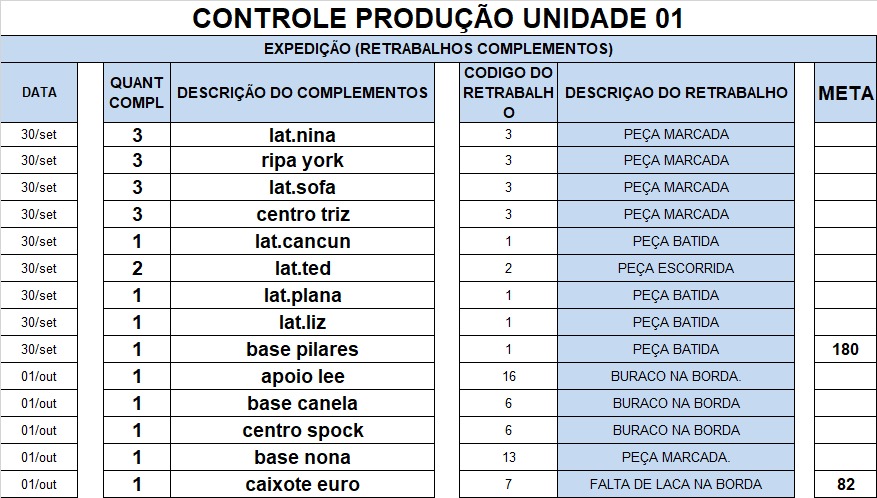 CONTROLE PRODUÇÃO UNIDADE 01
EXPEDIÇÃO (RETRABALHOS COMPLEMENTOS)
DATA QUANT COMPL DESCRIÇÃO DO COMPLEMENTOS CODIGO DO RETRABALHO DESCRIÇAO DO RETRABALHO META
30/set 3 lat.nina 3 PEÇA MARCADA
30/set 3 ripa york 3 PEÇA MARCADA
30/set 3 lat.sofa 3 PEÇA MARCADA
30/set 3 centro triz 3 PEÇA MARCADA
30/set 1 lat.cancun 1 PEÇA BATIDA
30/set 2 lat.ted 2 PEÇA ESCORRIDA
30/set 1 lat.plana 1 PEÇA BATIDA
30/set 1 lat.liz 1 PEÇA BATIDA
30/set 1 base pilares 1 PEÇA BATIDA 180
01/out 1 apoio lee 16 BURACO NA BORDA.
01/out 1 base canela 6 BURACO NA BORDA
01/out 1 centro spock 6 BURACO NA BORDA
01/out 1 base nona 13 PEÇA MARCADA.
01/out 1 caixote euro 7 FALTA DE LACA NA BORDA 82